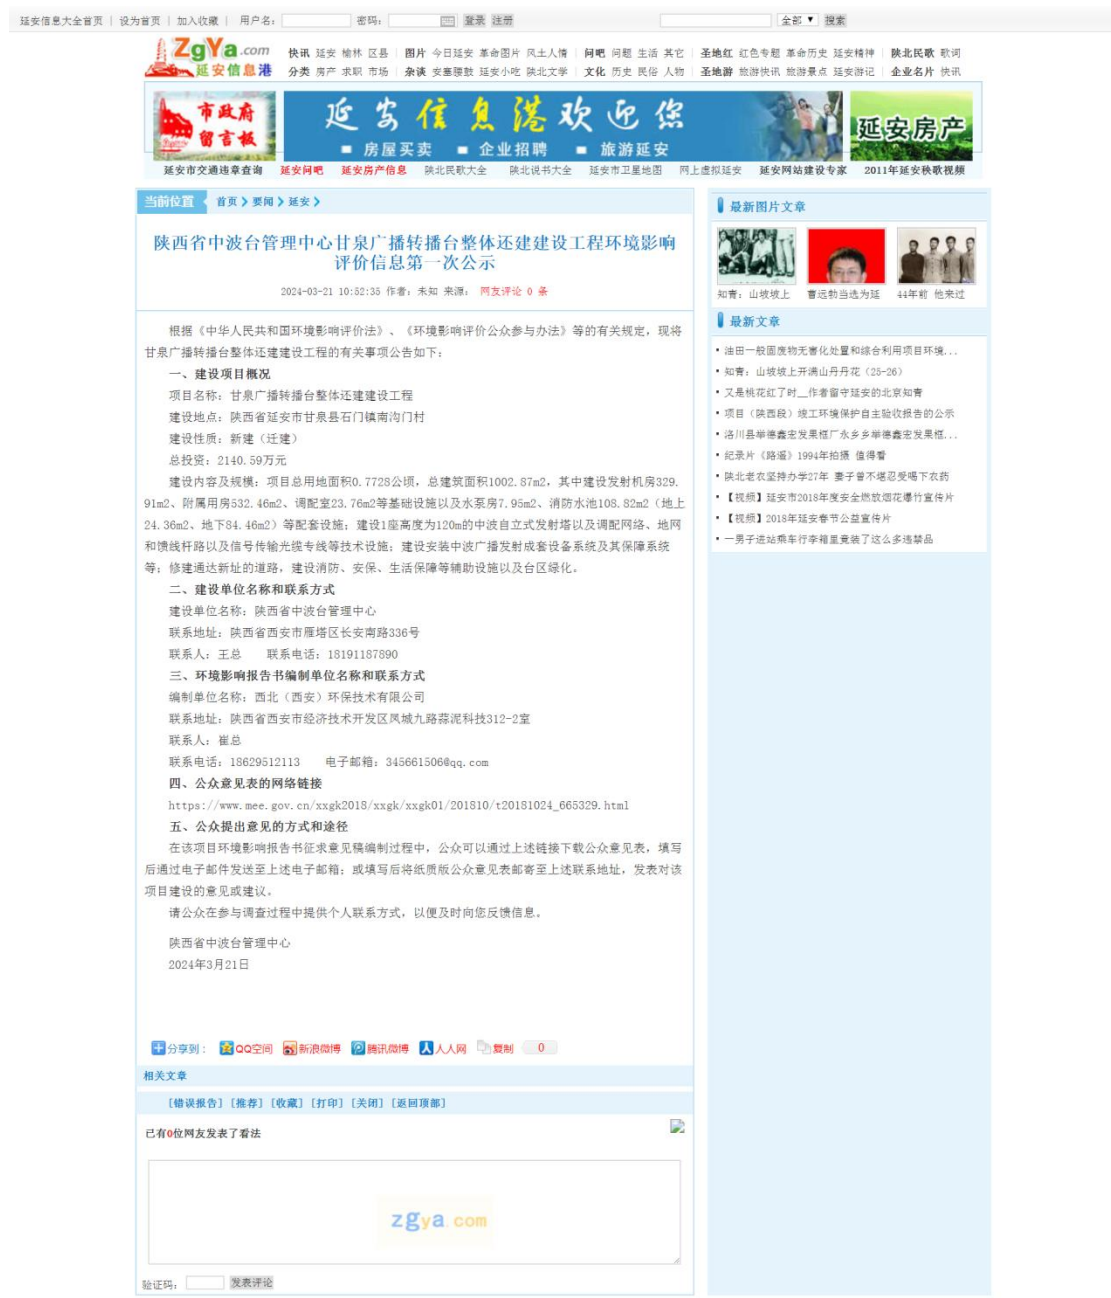 延安信息大全首页 | 设为首页 | 加入收藏 | 用户名: 密码: 登录 注册 全部 ▼ 搜索
ZgYa.com 延安信息港
快讯 延安 榆林 区县 | 图片 今日延安 革命图片 风土人情 | 问吧 问题 生活 其它 | 圣地红 红色专题 革命历史 延安精神 | 陕北民歌 歌词
分类 房产 求职 市场 | 杂谈 安塞腰鼓 延安小吃 陕北文学 | 文化 历史 民俗 人物 | 圣地游 旅游快讯 旅游景点 延安游记 | 企业名片 快讯
市政府
留言板
延安信息港欢迎您
■ 房屋买卖 ■ 企业招聘 ■ 旅游延安
延安房产
延安市交通违章查询 延安问吧 延安房产信息 陕北民歌大全 陕北说书大全 延安市卫星地图 网上虚拟延安 延安网站建设专家 2011年延安秧歌视频
当前位置 首页 > 要闻 > 延安 >
陕西省中波台管理中心甘泉广播转播台整体还建建设工程环境影响
评价信息第一次公示
2024-03-21 10:52:35 作者：未知 来源： 网友评论 0 条
根据《中华人民共和国环境影响评价法》、《环境影响评价公众参与办法》等的有关规定，现将
甘泉广播转播台整体还建建设工程的有关事项公告如下：
一、建设项目概况
项目名称：甘泉广播转播台整体还建建设工程
建设地点：陕西省延安市甘泉县石门镇南沟门村
建设性质：新建（迁建）
总投资：2140.59万元
建设内容及规模：项目总用地面积0.7728公顷，总建筑面积1002.87m2，其中建设发射机房329.
91m2、附属用房532.46m2、调配室23.76m2等基础设施以及水泵房7.95m2、消防水池108.82m2（地上
24.36m2、地下84.46m2）等配套设施；建设1座高度为120m的中波自立式发射塔以及调配网络、地网
和馈线杆路以及信号传输光缆专线等技术设施；建设安装中波广播发射成套设备系统及其保障系统
等；修建通达新址的道路，建设消防、安保、生活保障等辅助设施以及台区绿化。
二、建设单位名称和联系方式
建设单位名称：陕西省中波台管理中心
联系地址：陕西省西安市雁塔区长安南路336号
联系人：王总 联系电话：18191187890
三、环境影响报告书编制单位名称和联系方式
编制单位名称：西北（西安）环保技术有限公司
联系地址：陕西省西安市经济技术开发区凤城九路蒜泥科技312-2室
联系人：崔总
联系电话：18629512113 电子邮箱：345661506@qq.com
四、公众意见表的网络链接
https://www.mee.gov.cn/xxgk2018/xxgk/xxgk01/201810/t20181024_665329.html
五、公众提出意见的方式和途径
在该项目环境影响报告书征求意见稿编制过程中，公众可以通过上述链接下载公众意见表，填写
后通过电子邮件发送至上述电子邮箱；或填写后将纸质版公众意见表邮寄至上述联系地址，发表对该
项目建设的意见或建议。
请公众在参与调查过程中提供个人联系方式，以便及时向您反馈信息。
陕西省中波台管理中心
2024年3月21日
分享到： QQ空间 新浪微博 腾讯微博 人人网 复制 0
相关文章
[错误报告] [推荐] [收藏] [打印] [关闭] [返回顶部]
已有0位网友发表了看法
zgya.com
验证码： 发表评论
最新图片文章
知青：山坡坡上 曹远勃当选为延 44年前 他来过
最新文章
▪ 油田一般固废物无害化处置和综合利用项目环境...
▪ 知青：山坡坡上开满山丹丹花（25-26）
▪ 又是桃花红了时__作者留守延安的北京知青
▪ 项目（陕西段）竣工环境保护自主验收报告的公示
▪ 洛川县举德鑫宏发果框厂永乡乡举德鑫宏发果框...
▪ 纪录片《路遥》1994年拍摄 值得看
▪ 陕北老农坚持办学27年 妻子曾不堪忍受喝下农药
▪ 【视频】延安市2018年度安全燃放烟花爆竹宣传片
▪ 【视频】2018年延安春节公益宣传片
▪ 一男子进站乘车行李箱里竟装了这么多违禁品